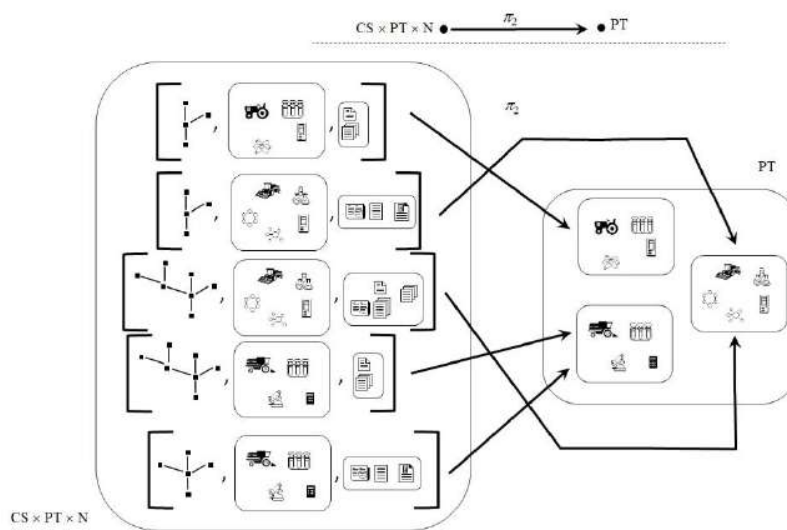 CS × PT × N π2 PT
π2
PT
, ,
, ,
, ,
, ,
, ,
CS × PT × N